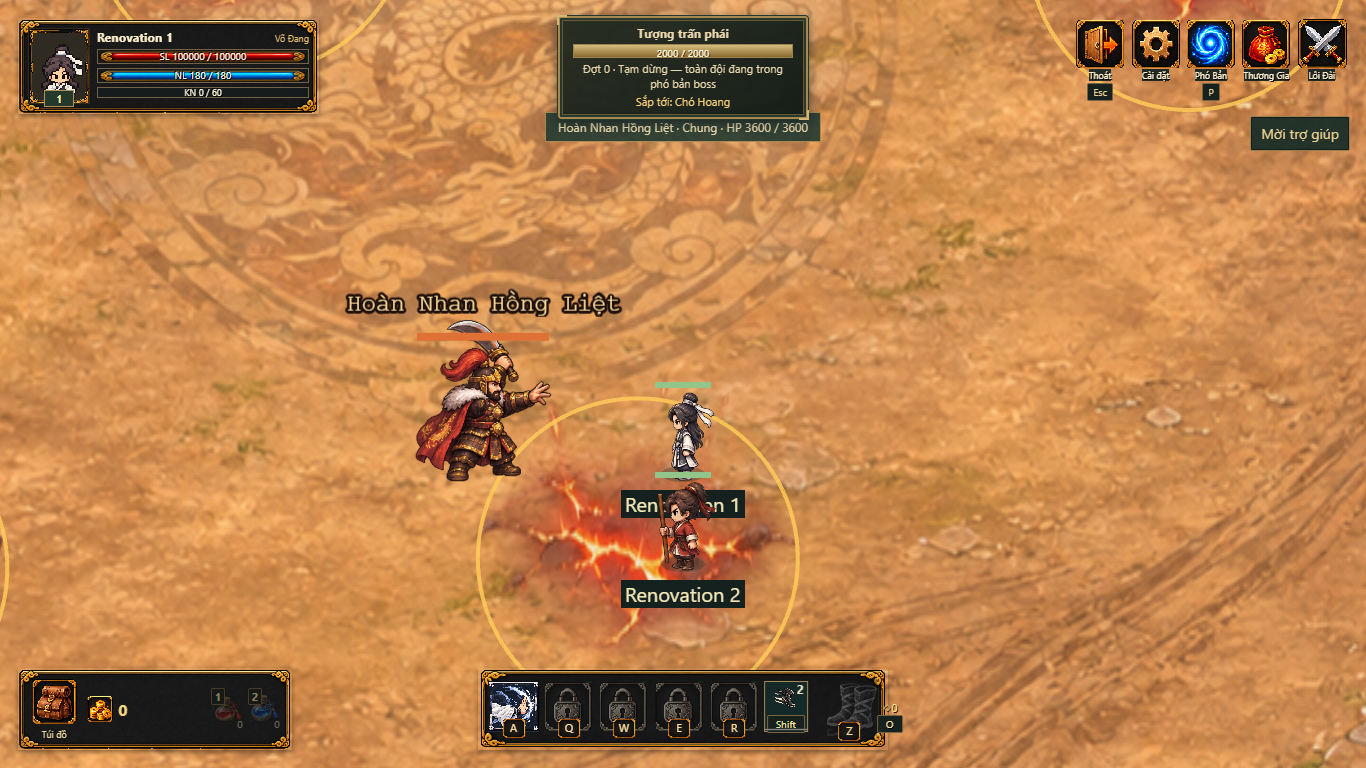 Renovation 1
Võ Đang
SL 100000 / 100000
NL 180 / 180
KN 0 / 60
1
Tượng trấn phái
2000 / 2000
Đợt 0 · Tạm dừng — toàn đội đang trong
phó bản boss
Sắp tới: Chó Hoang
Hoàn Nhan Hồng Liệt · Chung · HP 3600 / 3600
Thoát
Cài đặt
Phó Bản
Thương Gia
Lôi Đài
Esc
P
Mời trợ giúp
Hoàn Nhan Hồng Liệt
Renovation 2
Túi đồ
0
1
0
2
0
A
Q
W
E
R
2
Shift
Z
O